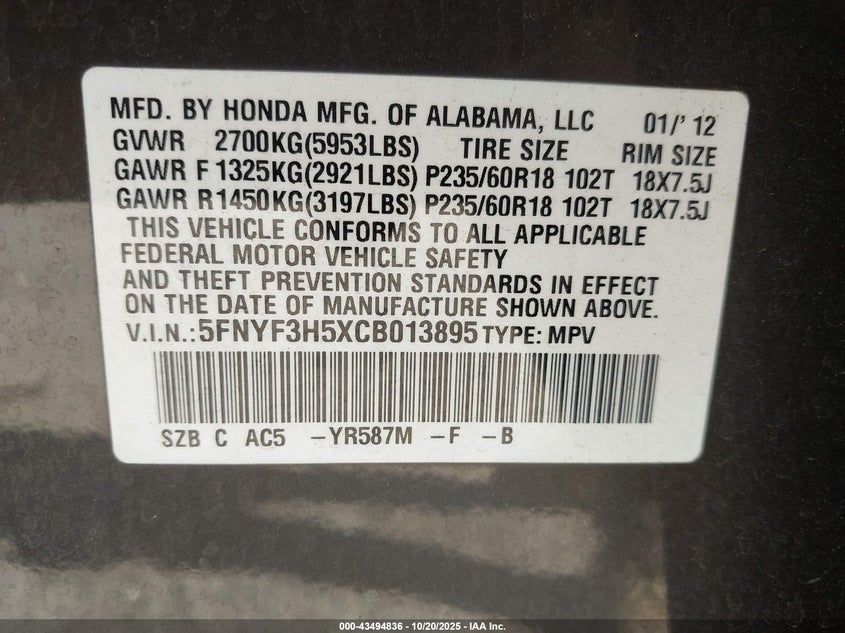 MFD. BY HONDA MFG. OF ALABAMA, LLC 01/' 12
GVWR 2700KG(5953LBS) TIRE SIZE RIM SIZE
GAWR F 1325KG(2921LBS) P235/60R18 102T 18X7.5J
GAWR R1450KG(3197LBS) P235/60R18 102T 18X7.5J
THIS VEHICLE CONFORMS TO ALL APPLICABLE
FEDERAL MOTOR VEHICLE SAFETY
AND THEFT PREVENTION STANDARDS IN EFFECT
ON THE DATE OF MANUFACTURE SHOWN ABOVE.
V.I.N.:5FNYF3H5XCB013895 TYPE: MPV
SZB C AC5 -YR587M -F -B
000-43494836 | 10/20/2025 | IAA Inc.